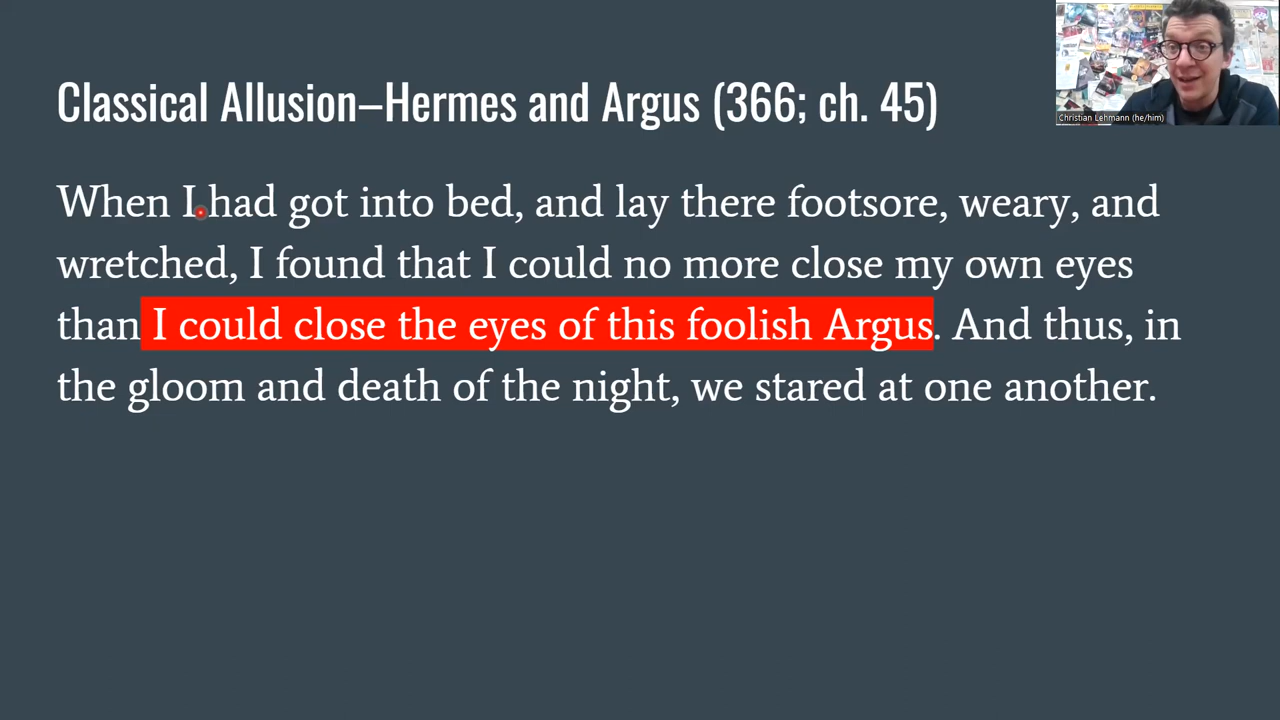 Classical Allusion–Hermes and Argus (366; ch. 45)
Christian Lehmann (he/him)
When I had got into bed, and lay there footsore, weary, and
wretched, I found that I could no more close my own eyes
than I could close the eyes of this foolish Argus. And thus, in
the gloom and death of the night, we stared at one another.